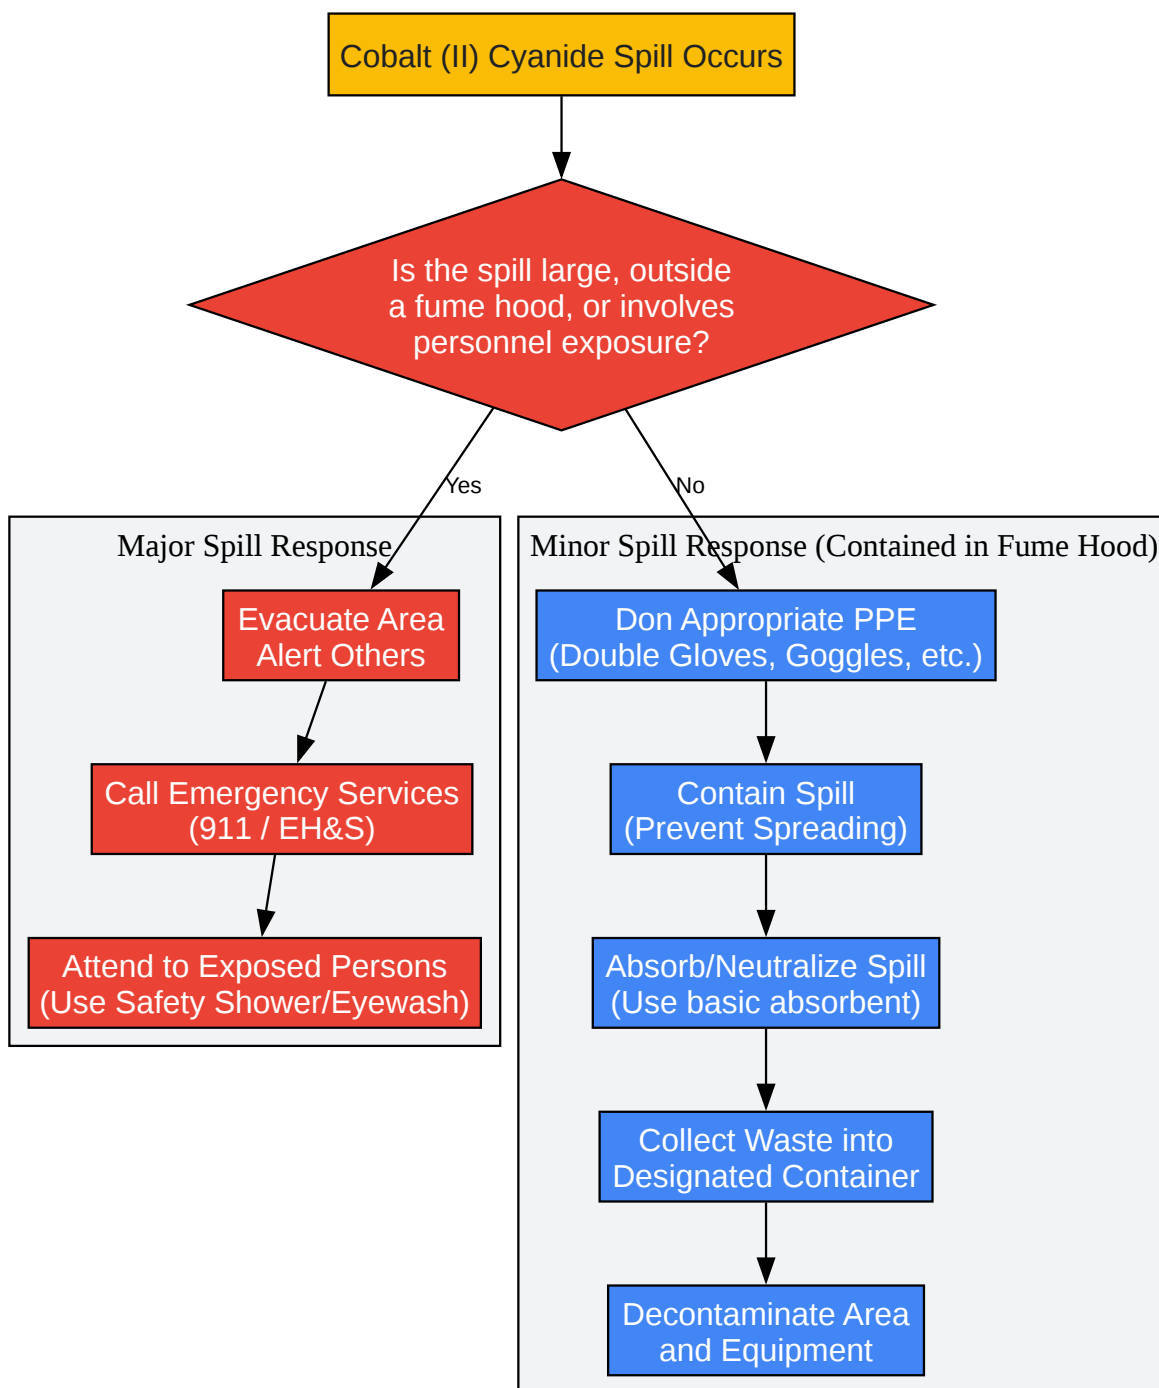 Cobalt (II) Cyanide Spill Occurs
Is the spill large, outside
a fume hood, or involves
personnel exposure?
Yes
No
Major Spill Response
Evacuate Area
Alert Others
Call Emergency Services
(911 / EH&S)
Attend to Exposed Persons
(Use Safety Shower/Eyewash)
Minor Spill Response (Contained in Fume Hood)
Don Appropriate PPE
(Double Gloves, Goggles, etc.)
Contain Spill
(Prevent Spreading)
Absorb/Neutralize Spill
(Use basic absorbent)
Collect Waste into
Designated Container
Decontaminate Area
and Equipment